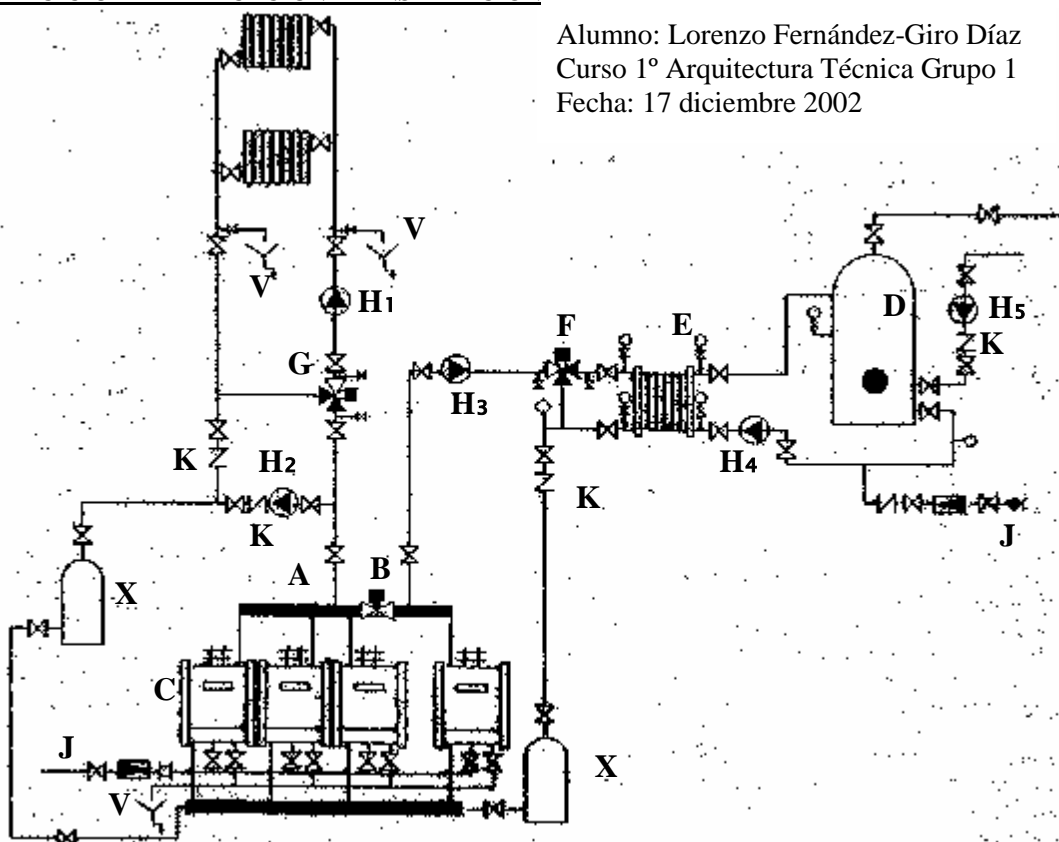 Alumno: Lorenzo Fernández-Giro Díaz
Curso 1º Arquitectura Técnica Grupo 1
Fecha: 17 diciembre 2002
V
V
H₁
G
F
E
D
H₅
K
H₃
H₄
K
H₂
K
K
J
A
B
X
C
J
V
X